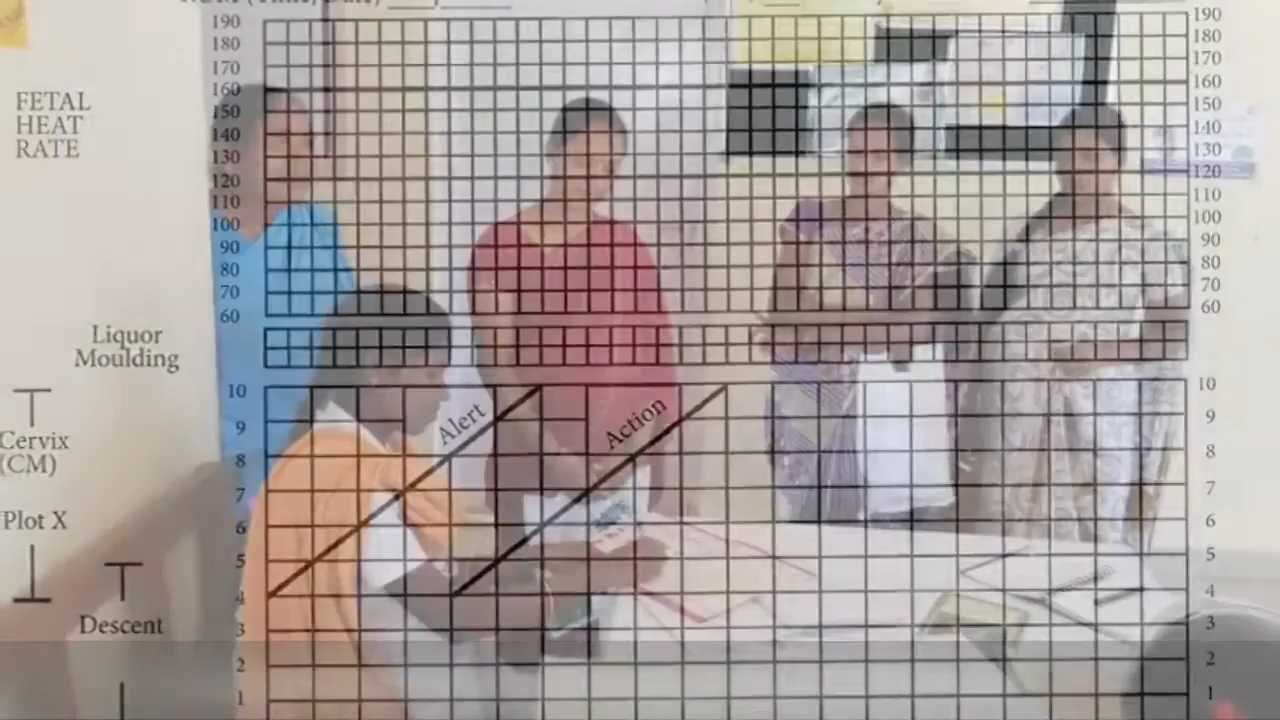 190 190
180 180
170 170
160 160
FETAL
HEAT
RATE
150 150
140 140
130 130
120 120
110 110
100 100
90 90
80 80
70 70
60 60
Liquor
Moulding
10 10
9 9
Cervix
(CM)
8 8
7 7
Plot X
6 6
5 5
4 4
Alert
Action
Descent
3 3
2 2
1 1